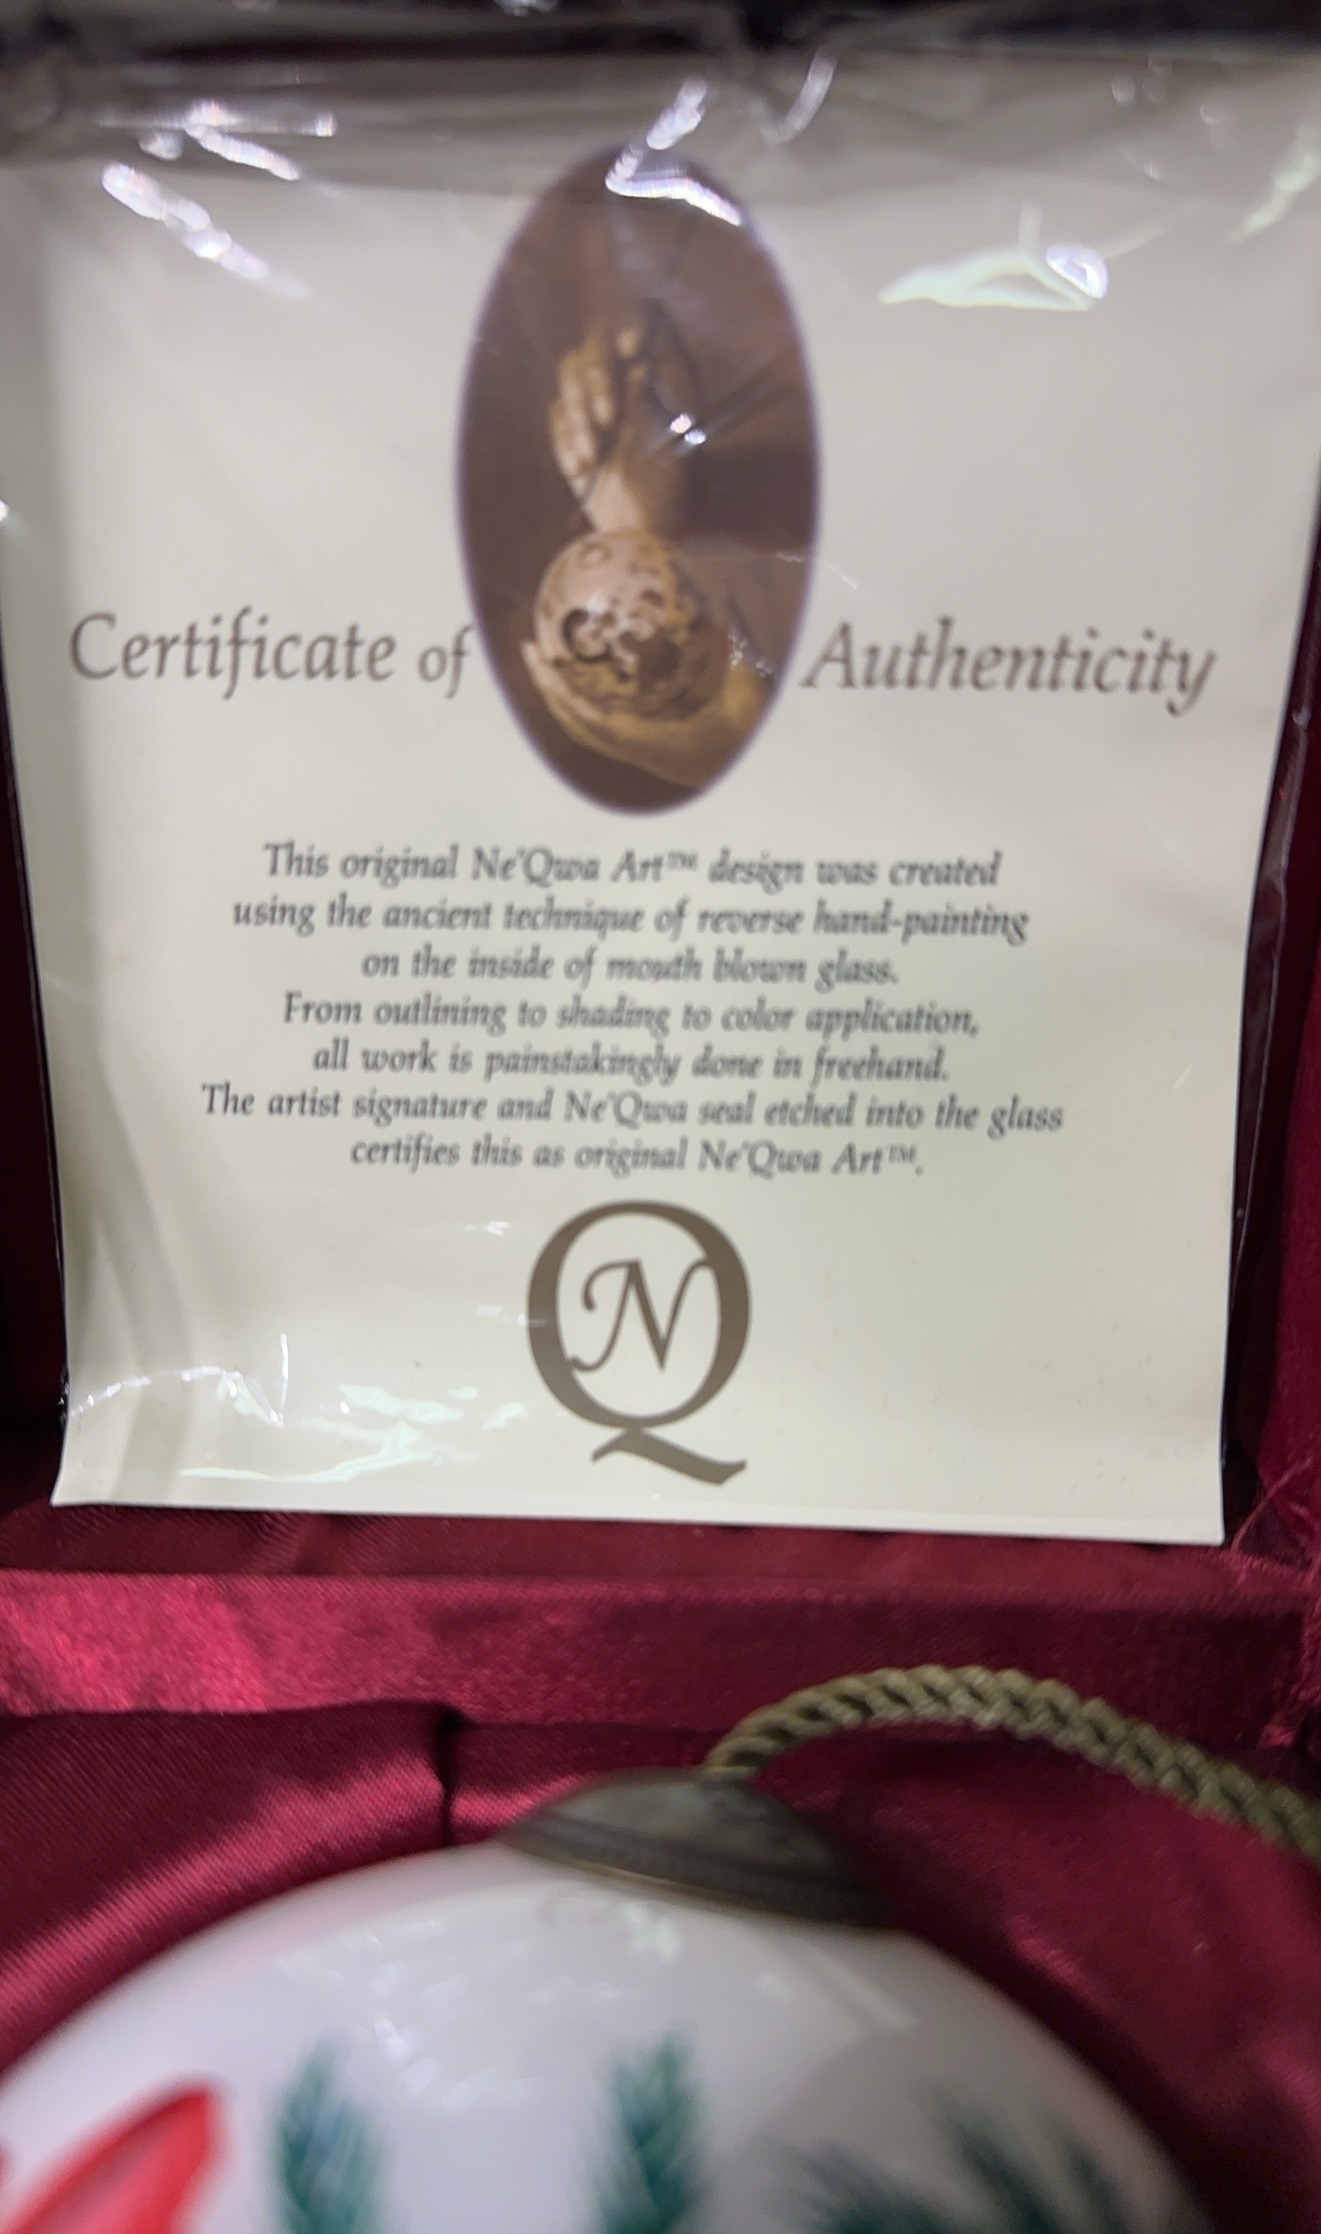 Certificate of Authenticity
This original Ne'Qwa Art™ design was created
using the ancient technique of reverse hand-painting
on the inside of mouth blown glass.
From outlining to shading to color application,
all work is painstakingly done in freehand.
The artist signature and Ne'Qwa seal etched into the glass
certifies this as original Ne'Qwa Art™.
NQ